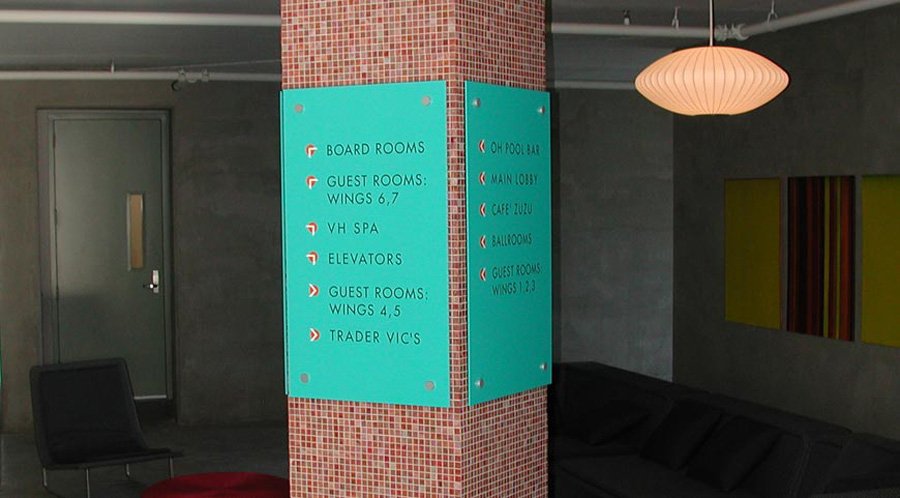 BOARD ROOMS
GUEST ROOMS:
WINGS 6,7
VH SPA
ELEVATORS
GUEST ROOMS:
WINGS 4,5
TRADER VIC'S
OH POOL BAR
MAIN LOBBY
CAFE' ZUZU
BALLROOMS
GUEST ROOMS:
WINGS 1,2,3